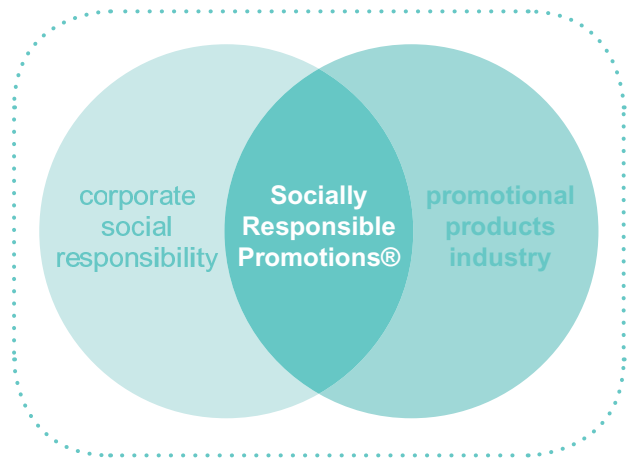 corporate
social
responsibility
Socially
Responsible
Promotions®
promotional
products
industry